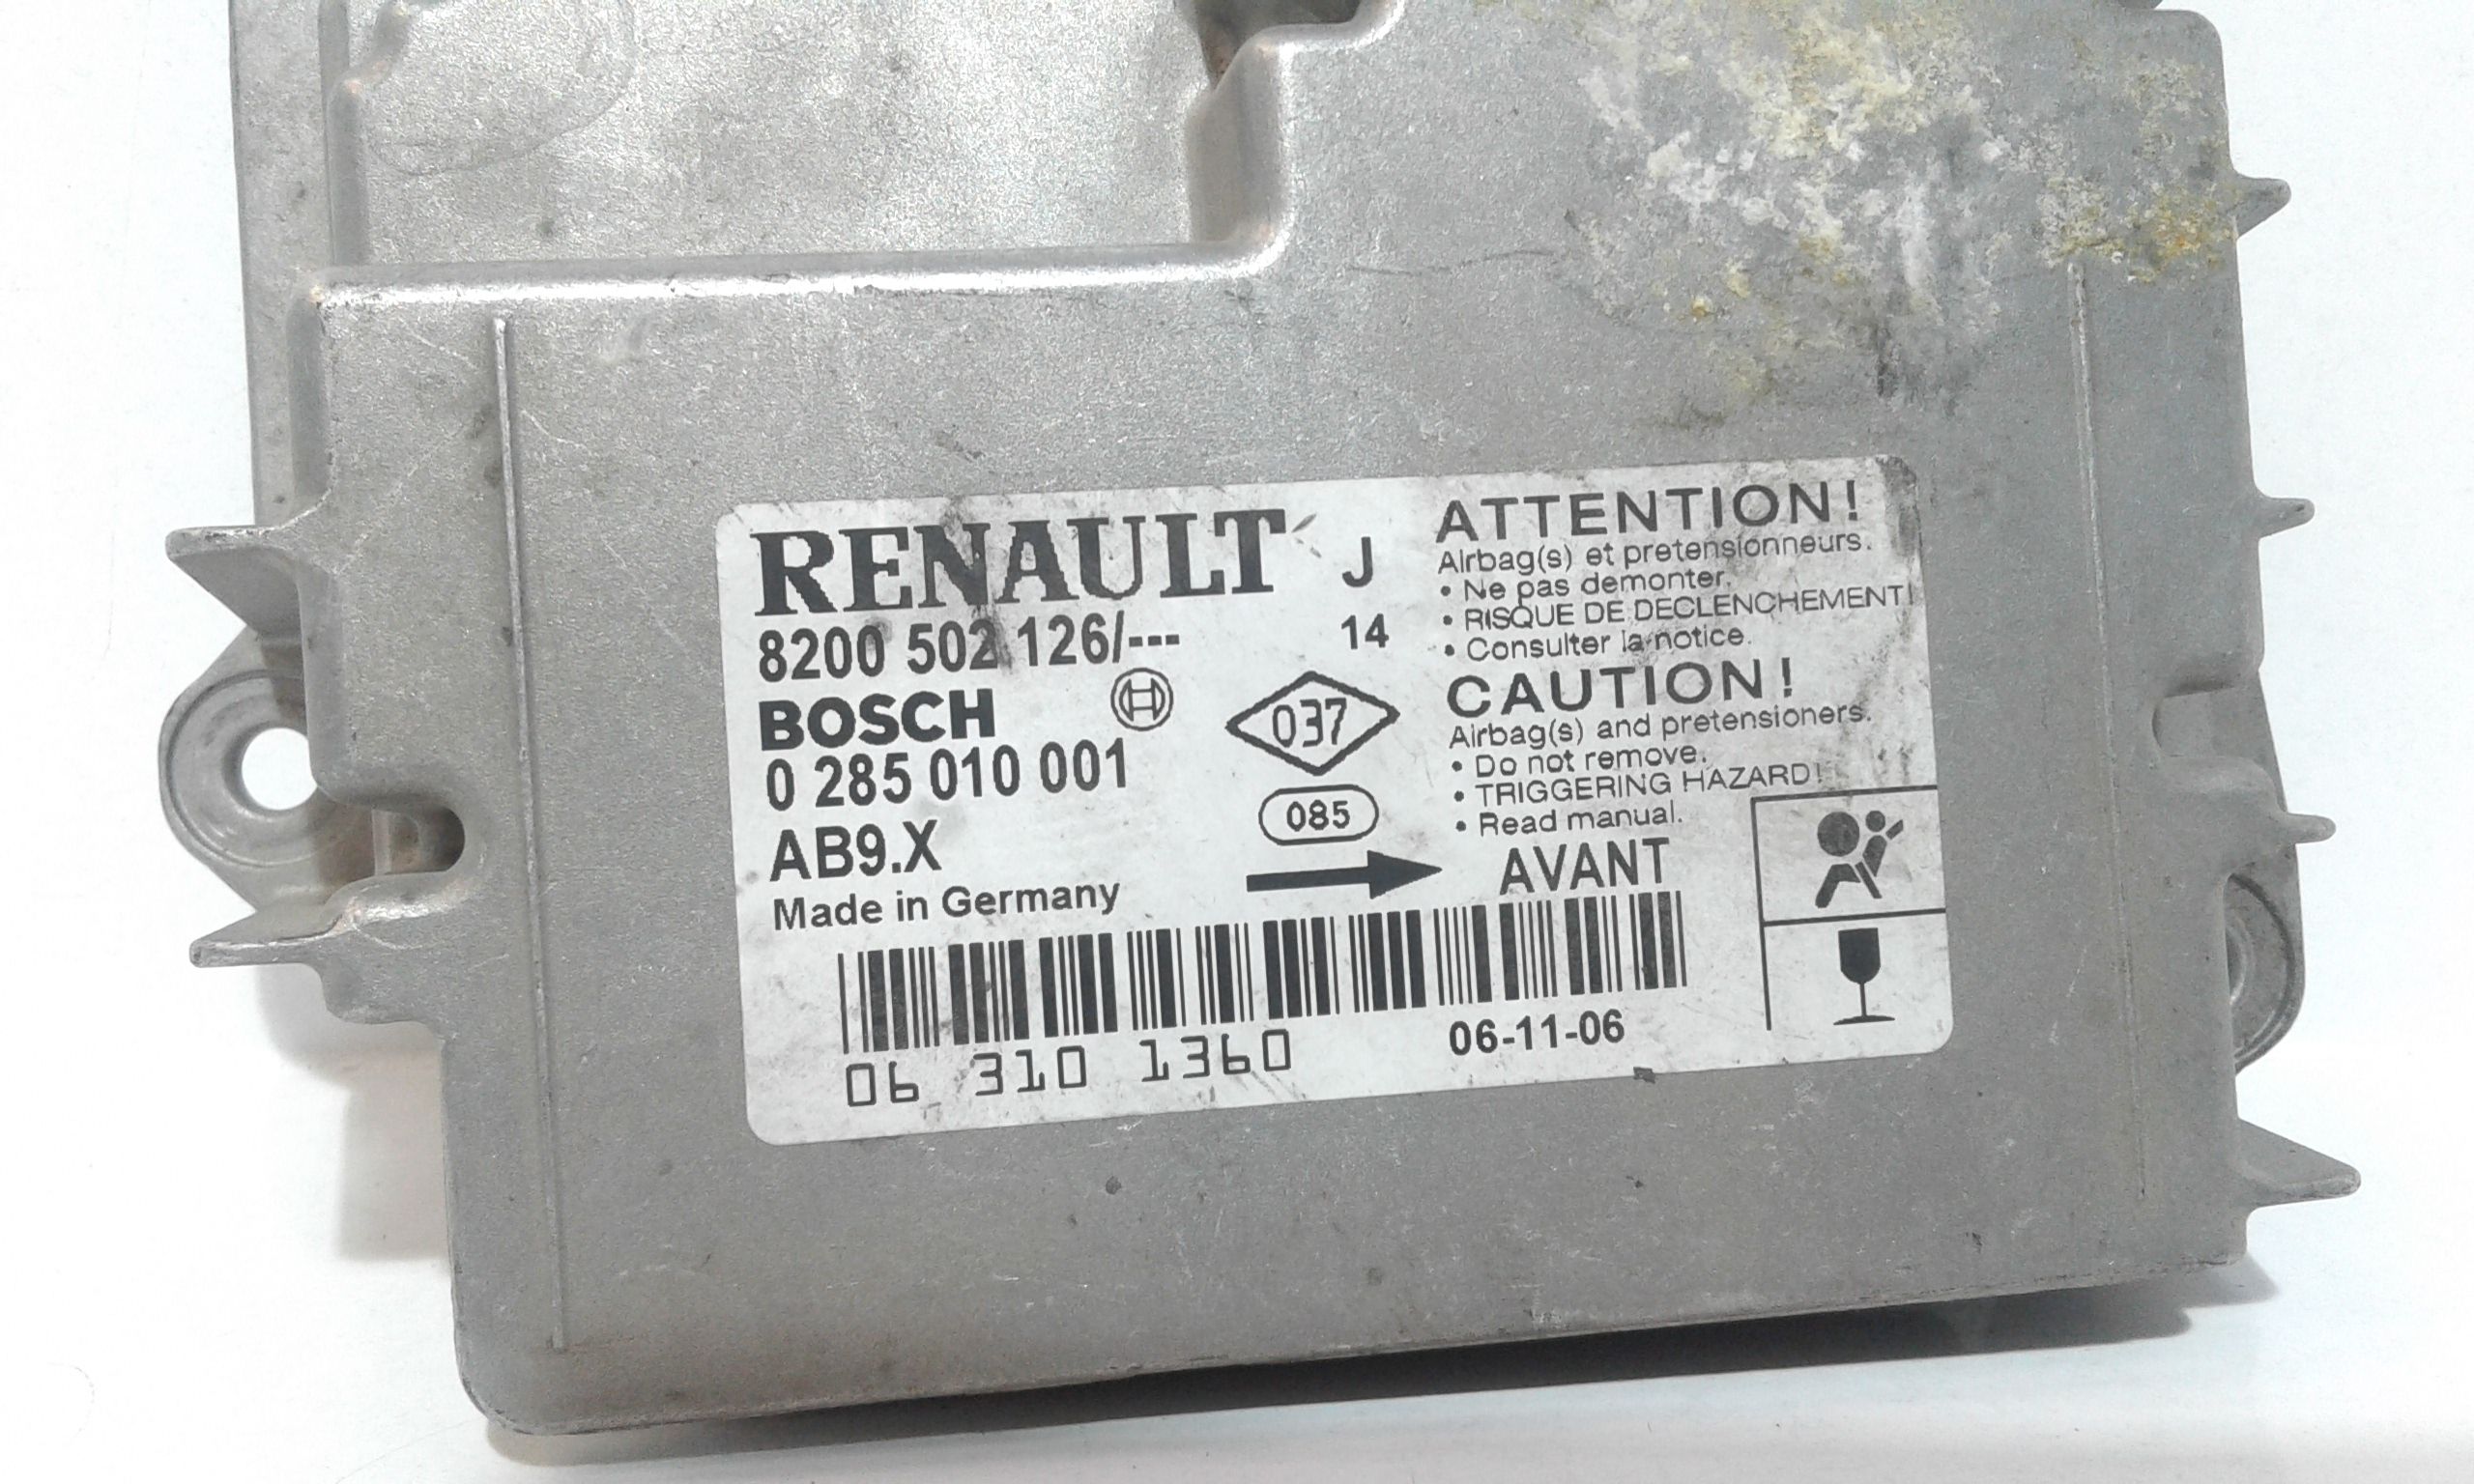 RENAULT J
8200 502 126/--- 14
BOSCH
0 285 010 001
AB9.X
Made in Germany
037
085
ATTENTION!
Airbag(s) et pretensionneurs.
• Ne pas demonter.
• RISQUE DE DECLENCHEMENT!
• Consulter la notice.
CAUTION!
Airbag(s) and pretensioners.
• Do not remove.
• TRIGGERING HAZARD!
• Read manual.
AVANT
06 310 1360
06-11-06